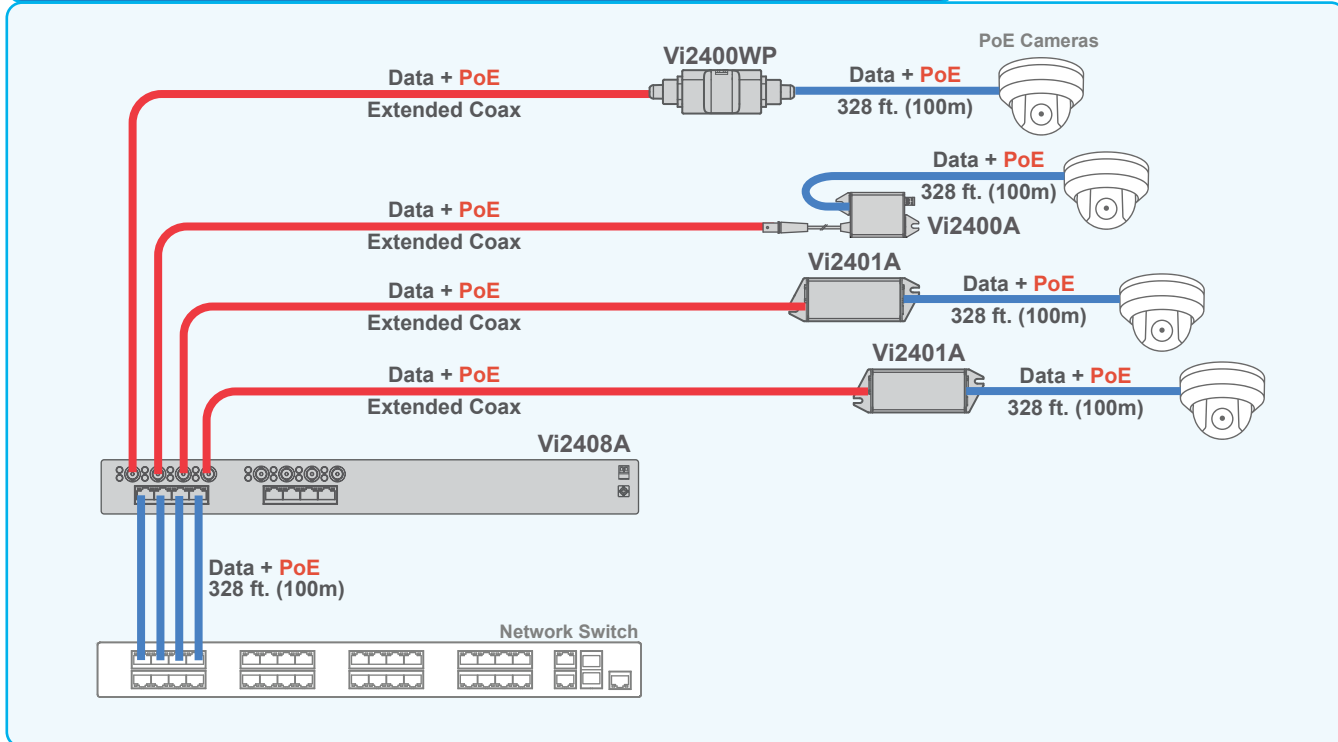 PoE Cameras
Vi2400WP
Data + PoE
Extended Coax
Data + PoE
328 ft. (100m)
Data + PoE
328 ft. (100m)
Vi2400A
Data + PoE
Extended Coax
Vi2401A
Data + PoE
Extended Coax
Data + PoE
328 ft. (100m)
Vi2401A
Data + PoE
Extended Coax
Data + PoE
328 ft. (100m)
Vi2408A
Data + PoE
328 ft. (100m)
Network Switch